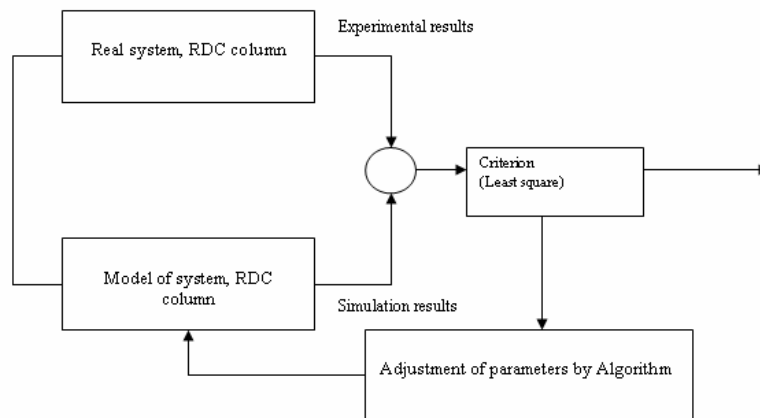 Experimental results
Real system, RDC column
Criterion
(Least square)
Model of system, RDC
column
Simulation results
Adjustment of parameters by Algorithm